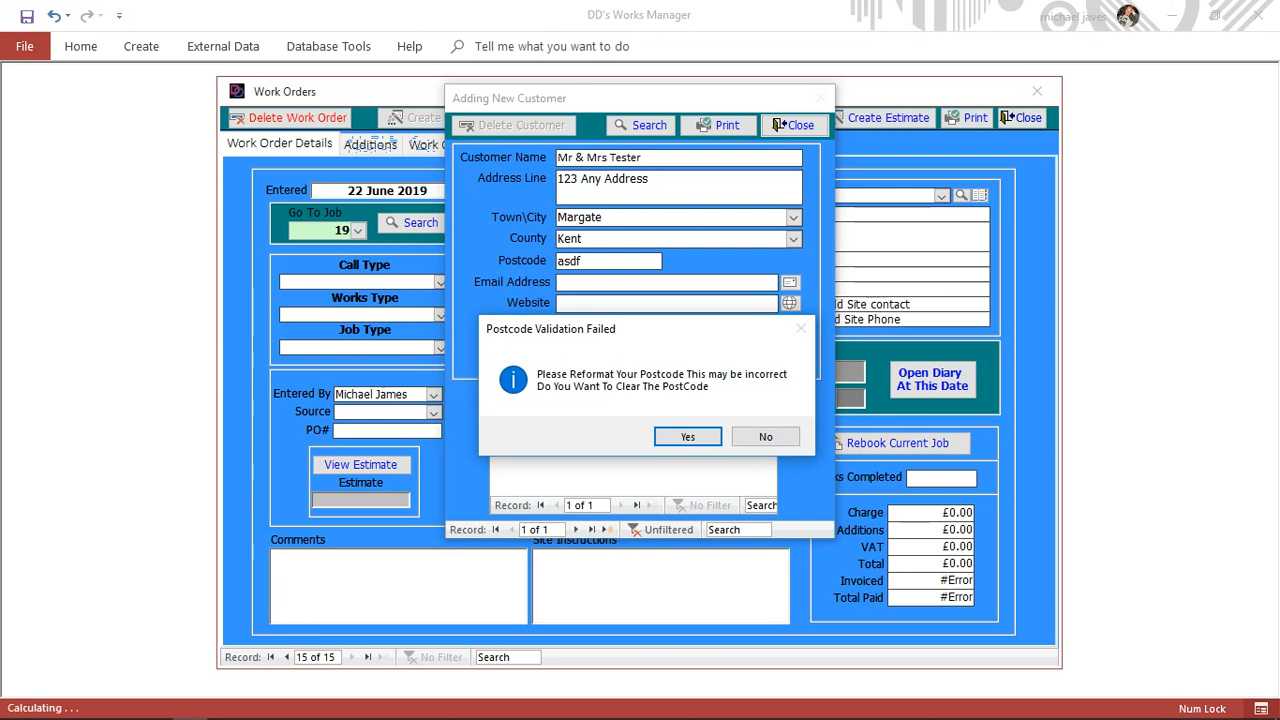 DD's Works Manager
michael javes
File Home Create External Data Database Tools Help Tell me what you want to do
Work Orders
Adding New Customer
Delete Work Order Create Create Estimate Print Close
Delete Customer Search Print Close
Work Order Details Additions Work
Customer Name Mr & Mrs Tester
Address Line 123 Any Address
Town\City Margate
County Kent
Postcode asdf
Email Address
Website
Entered 22 June 2019
Go To Job
19 Search
Call Type
Works Type
Job Type
d Site contact
d Site Phone
Postcode Validation Failed
Please Reformat Your Postcode This may be incorrect
Do You Want To Clear The PostCode
Yes No
Open Diary
At This Date
Entered By Michael James
Source
PO#
View Estimate
Estimate
Rebook Current Job
ks Completed
Record: 1 of 1 No Filter Search
Record: 1 of 1 Unfiltered Search
Charge £0.00
Additions £0.00
VAT £0.00
Total £0.00
Invoiced #Error
Total Paid #Error
Comments Site Instructions
Record: 15 of 15 No Filter Search
Calculating . . . Num Lock